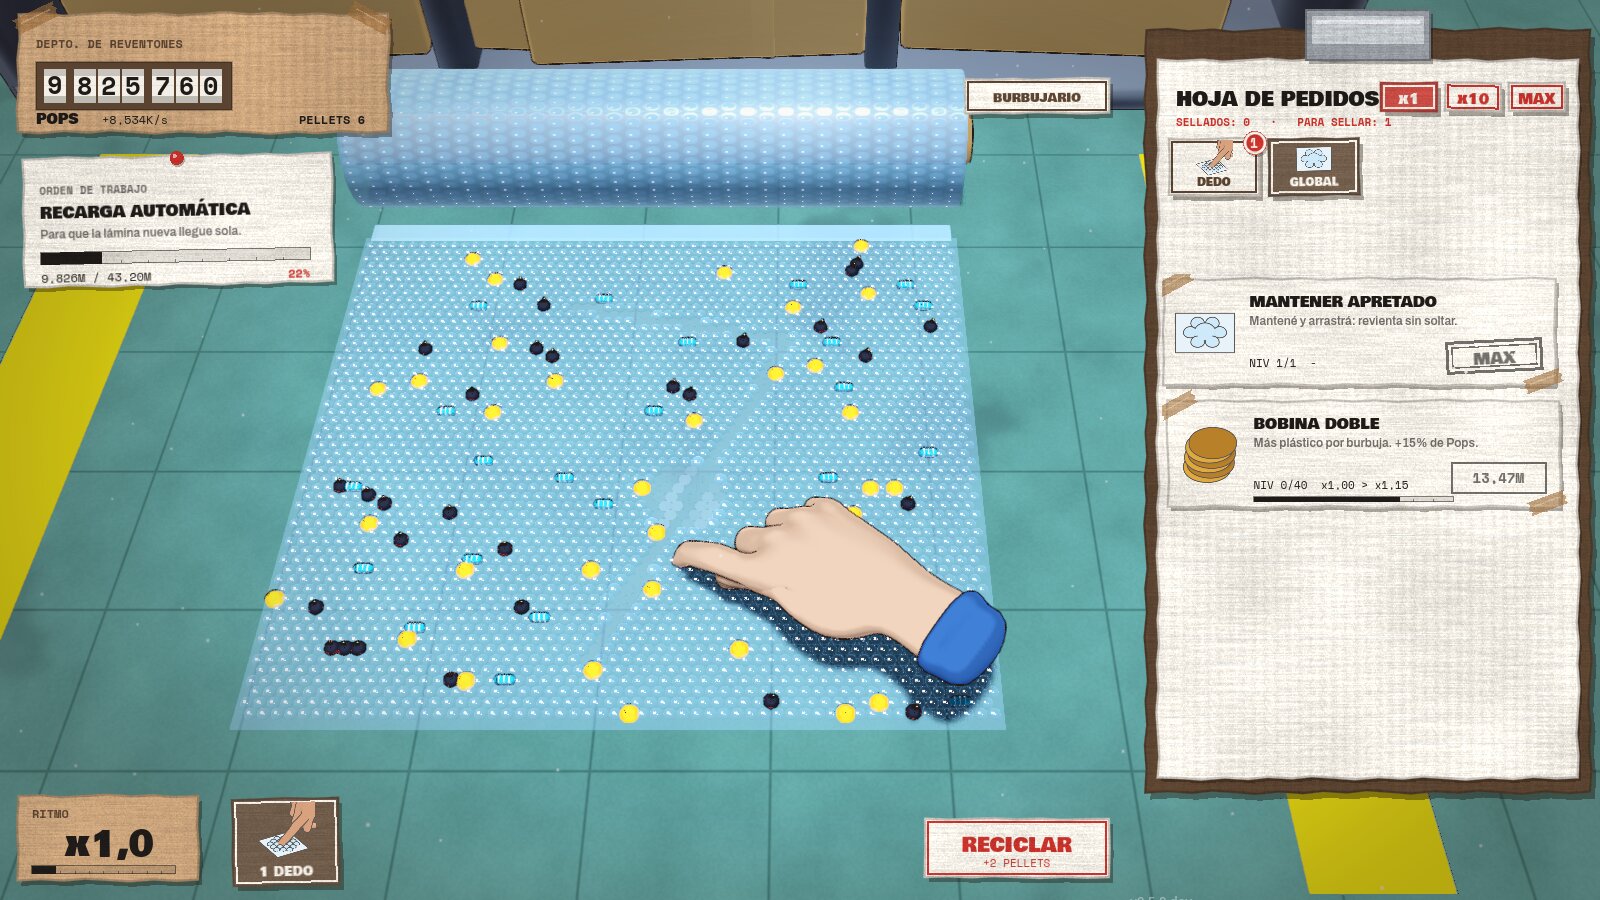 DEPTO. DE REVENTONES
9 825 760
POPS +8,534K/s PELLETS 6
ORDEN DE TRABAJO
RECARGA AUTOMÁTICA
Para que la lámina nueva llegue sola.
9,826M / 43,20M 22%
BURBUJARIO
HOJA DE PEDIDOS x1 x10 MAX
SELLADOS: 0 · PARA SELLAR: 1
1
DEDO GLOBAL
MANTENER APRETADO
Mantené y arrastrá: revienta sin soltar.
NIV 1/1 - MAX
BOBINA DOBLE
Más plástico por burbuja. +15% de Pops.
NIV 0/40 x1,00 > x1,15 13,47M
RITMO
x1,0
1 DEDO
RECICLAR
+2 PELLETS